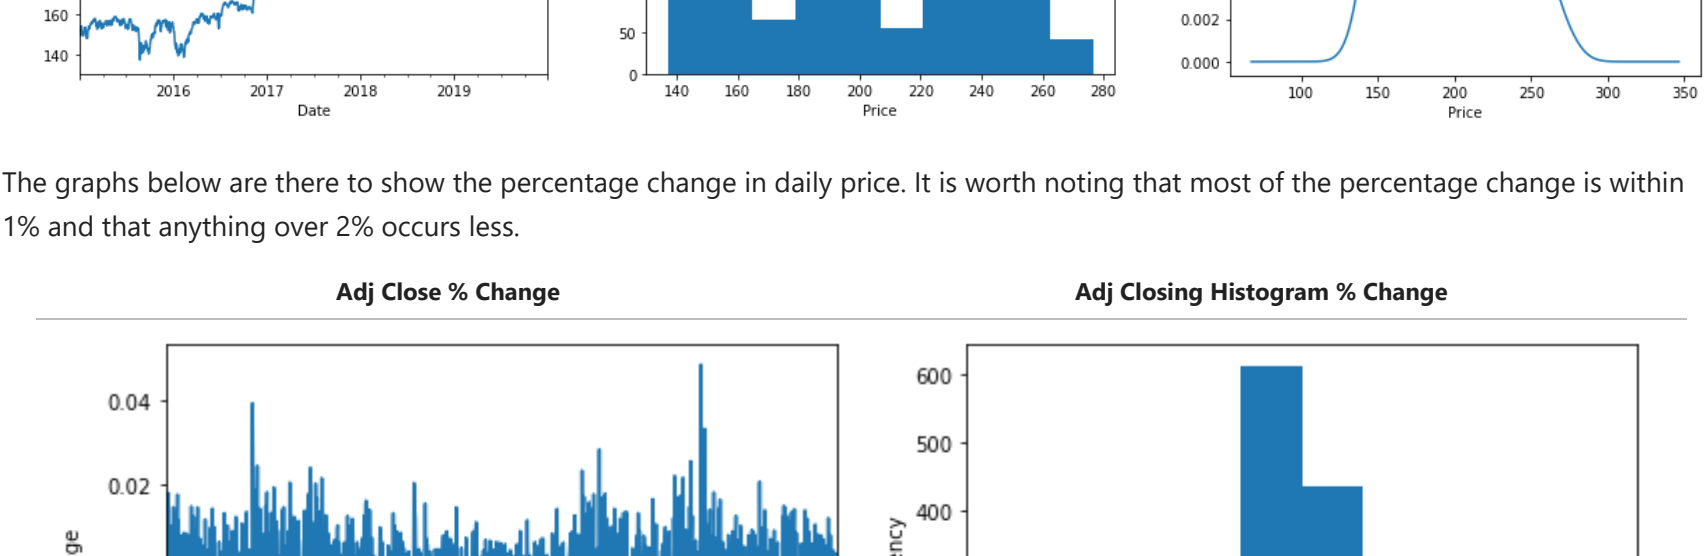 160
140
2016 2017 2018 2019
Date
50
0
140 160 180 200 220 240 260 280
Price
0.002
0.000
100 150 200 250 300 350
Price
The graphs below are there to show the percentage change in daily price. It is worth noting that most of the percentage change is within
1% and that anything over 2% occurs less.
Adj Close % Change
0.04
0.02
ge
Adj Closing Histogram % Change
600
500
400
ency